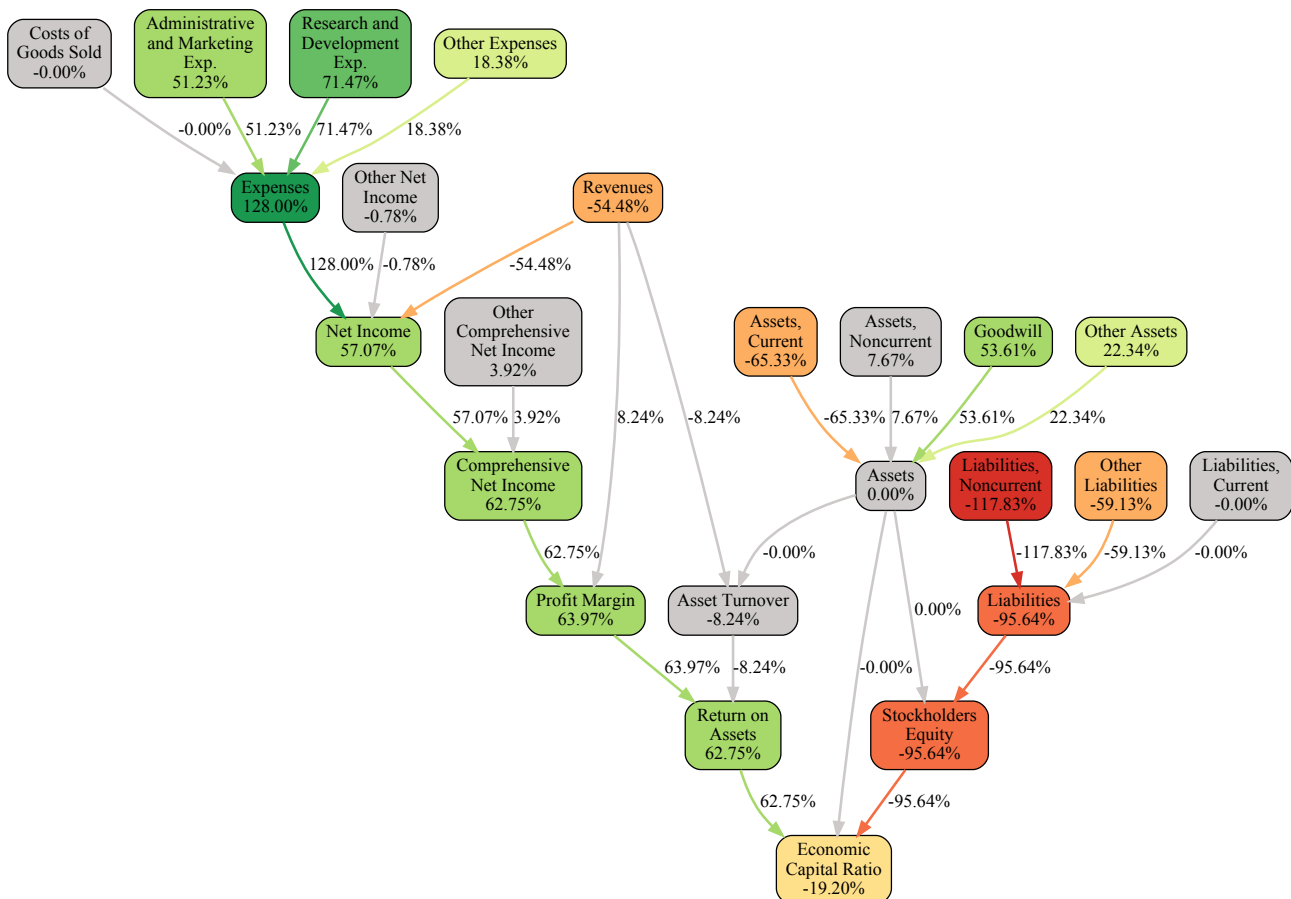 Costs of
Goods Sold
-0.00%
Administrative
and Marketing
Exp.
51.23%
Research and
Development
Exp.
71.47%
Other Expenses
18.38%
-0.00%
51.23%
71.47%
18.38%
Expenses
128.00%
Other Net
Income
-0.78%
Revenues
-54.48%
128.00%
-0.78%
-54.48%
Net Income
57.07%
Other
Comprehensive
Net Income
3.92%
Assets,
Current
-65.33%
Assets,
Noncurrent
7.67%
Goodwill
53.61%
Other Assets
22.34%
57.07%
3.92%
8.24%
-8.24%
-65.33%
7.67%
53.61%
22.34%
Comprehensive
Net Income
62.75%
Assets
0.00%
Liabilities,
Noncurrent
-117.83%
Other
Liabilities
-59.13%
Liabilities,
Current
-0.00%
62.75%
-0.00%
-117.83%
-59.13%
-0.00%
Profit Margin
63.97%
Asset Turnover
-8.24%
0.00%
Liabilities
-95.64%
63.97%
-8.24%
-0.00%
-95.64%
Return on
Assets
62.75%
Stockholders
Equity
-95.64%
62.75%
-95.64%
Economic
Capital Ratio
-19.20%